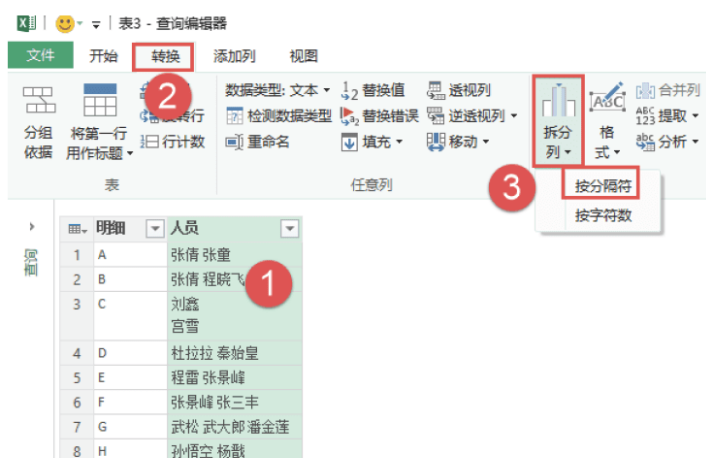 表3 - 查询编辑器
文件 开始 转换 添加列 视图
数据类型: 文本 替换值 透视列 合并列
分组依据 将第一行用作标题 反转行 检测数据类型 替换错误 逆透视列 拆分列 格式 提取
行计数 重命名 填充 移动 分析
表 任意列
2
3
按分隔符
按字符数
查询
明细 人员
1 A 张倩 张童
2 B 张倩 程晓飞
1
3 C 刘鑫
宫雪
4 D 杜拉拉 秦始皇
5 E 程雷 张景峰
6 F 张景峰 张三丰
7 G 武松 武大郎 潘金莲
8 H 孙悟空 杨戬